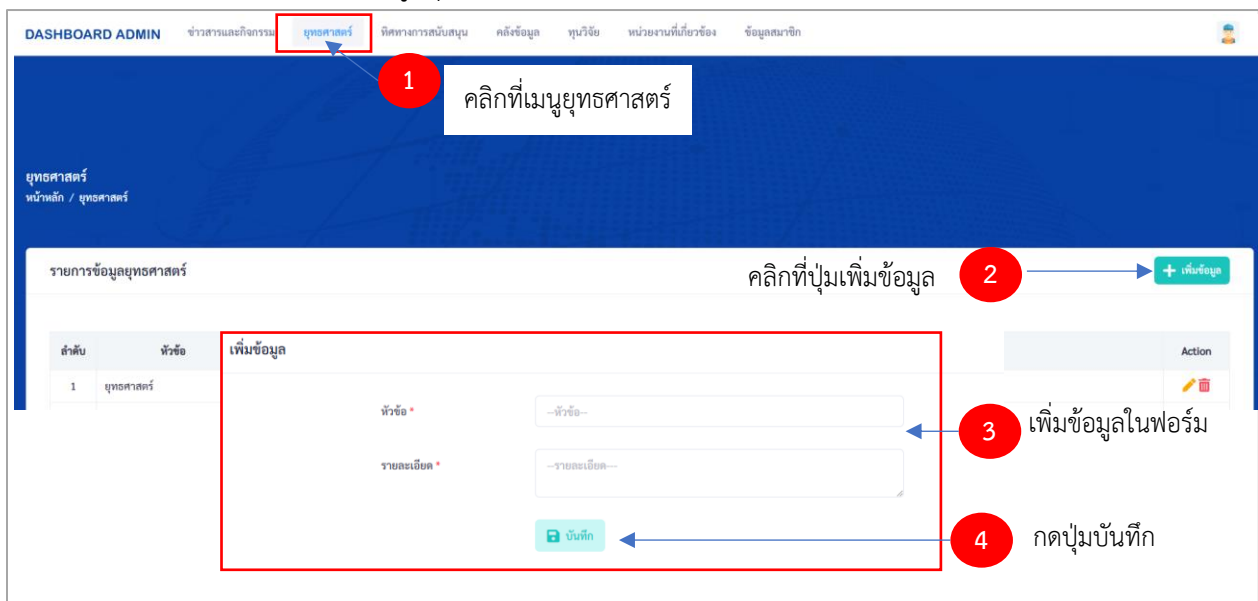 DASHBOARD ADMIN ข่าวสารและกิจกรรม ยุทธศาสตร์ ทิศทางการสนับสนุน คลังข้อมูล ทุนวิจัย หน่วยงานที่เกี่ยวข้อง ข้อมูลสมาชิก
1 คลิกที่เมนูยุทธศาสตร์
ยุทธศาสตร์
หน้าหลัก / ยุทธศาสตร์
รายการข้อมูลยุทธศาสตร์ คลิกที่ปุ่มเพิ่มข้อมูล 2 เพิ่มข้อมูล
ลำดับ หัวข้อ เพิ่มข้อมูล Action
1 ยุทธศาสตร์
หัวข้อ * --หัวข้อ-- 3 เพิ่มข้อมูลในฟอร์ม
รายละเอียด * --รายละเอียด---
บันทึก 4 กดปุ่มบันทึก